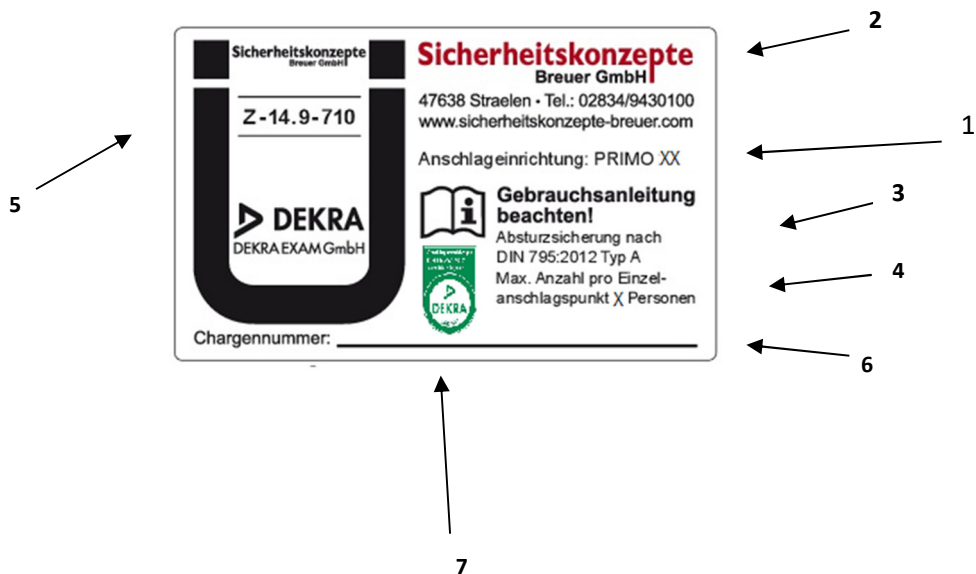 2
Sicherheitskonzepte
Breuer GmbH
Sicherheitskonzepte
Breuer GmbH
47638 Straelen • Tel.: 02834/9430100
www.sicherheitskonzepte-breuer.com
Z-14.9-710
1
Anschlageinrichtung: PRIMO XX
5
Gebrauchsanleitung
beachten!
3
DEKRA
DEKRA EXAM GmbH
Absturzsicherung nach
DIN 795:2012 Typ A
Max. Anzahl pro Einzel-
anschlagspunkt X Personen
4
DEKRA
Chargennummer:
6
7